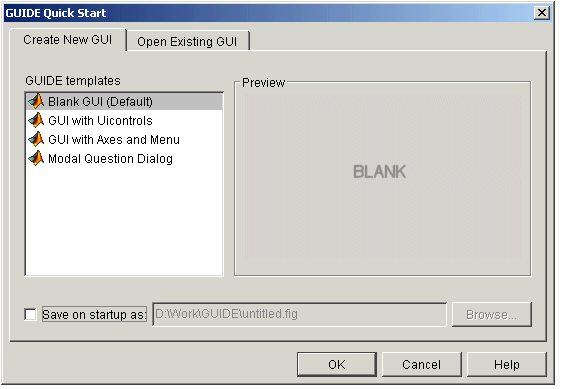 GUIDE Quick Start
Create New GUI
Open Existing GUI
GUIDE templates
Blank GUI (Default)
GUI with Uicontrols
GUI with Axes and Menu
Modal Question Dialog
Preview
BLANK
Save on startup as:
D:\Work\GUIDE\untitled.fig
Browse...
OK
Cancel
Help